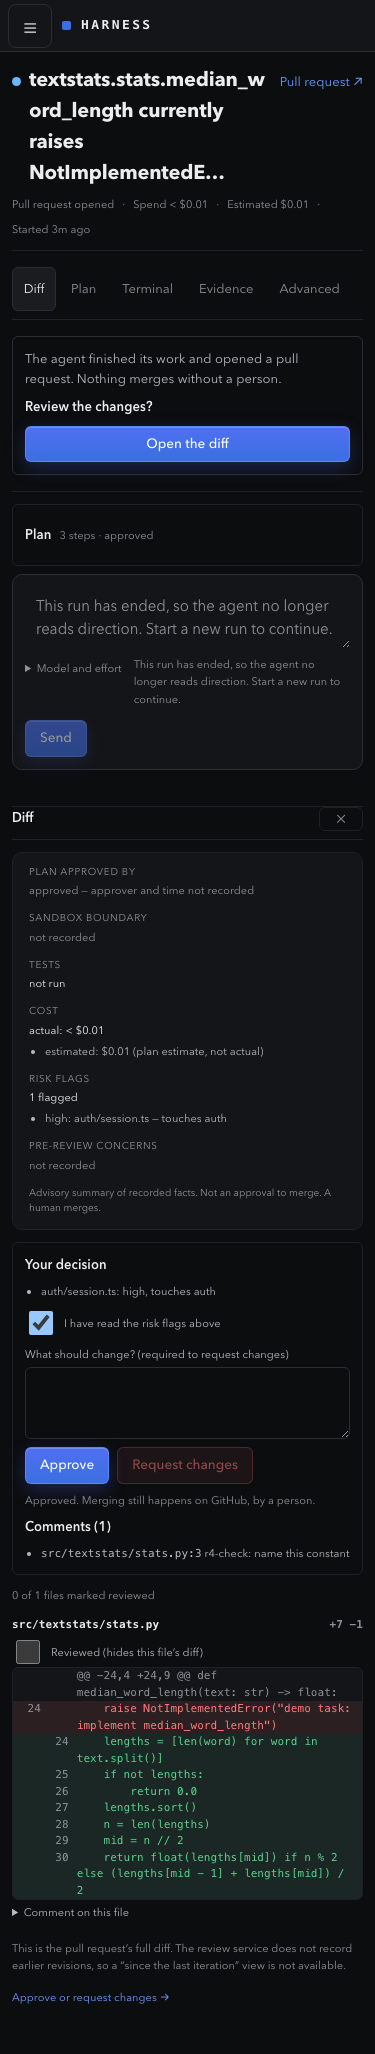 HARNESS
textstats.stats.median_w
ord_length currently
raises
NotImplementedE...
Pull request ↗
Pull request opened · Spend < $0.01 · Estimated $0.01 ·
Started 3m ago
Diff Plan Terminal Evidence Advanced
The agent finished its work and opened a pull
request. Nothing merges without a person.
Review the changes?
Open the diff
Plan 3 steps · approved
This run has ended, so the agent no longer
reads direction. Start a new run to continue.
▶ Model and effort
This run has ended, so the agent no
longer reads direction. Start a new run to
continue.
Send
Diff
×
PLAN APPROVED BY
approved — approver and time not recorded
SANDBOX BOUNDARY
not recorded
TESTS
not run
COST
actual: < $0.01
• estimated: $0.01 (plan estimate, not actual)
RISK FLAGS
1 flagged
• high: auth/session.ts — touches auth
PRE-REVIEW CONCERNS
not recorded
Advisory summary of recorded facts. Not an approval to merge. A
human merges.
Your decision
• auth/session.ts: high, touches auth
I have read the risk flags above
What should change? (required to request changes)
Approve Request changes
Approved. Merging still happens on GitHub, by a person.
Comments (1)
• src/textstats/stats.py:3 r4-check: name this constant
0 of 1 files marked reviewed
src/textstats/stats.py +7 −1
Reviewed (hides this file's diff)
@@ -24,4 +24,9 @@ def
median_word_length(text: str) -> float:
24 raise NotImplementedError("demo task:
implement median_word_length")
24 lengths = [len(word) for word in
text.split()]
25 if not lengths:
26 return 0.0
27 lengths.sort()
28 n = len(lengths)
29 mid = n // 2
30 return float(lengths[mid]) if n % 2
else (lengths[mid - 1] + lengths[mid]) /
2
▶ Comment on this file
This is the pull request's full diff. The review service does not record
earlier revisions, so a "since the last iteration" view is not available.
Approve or request changes →